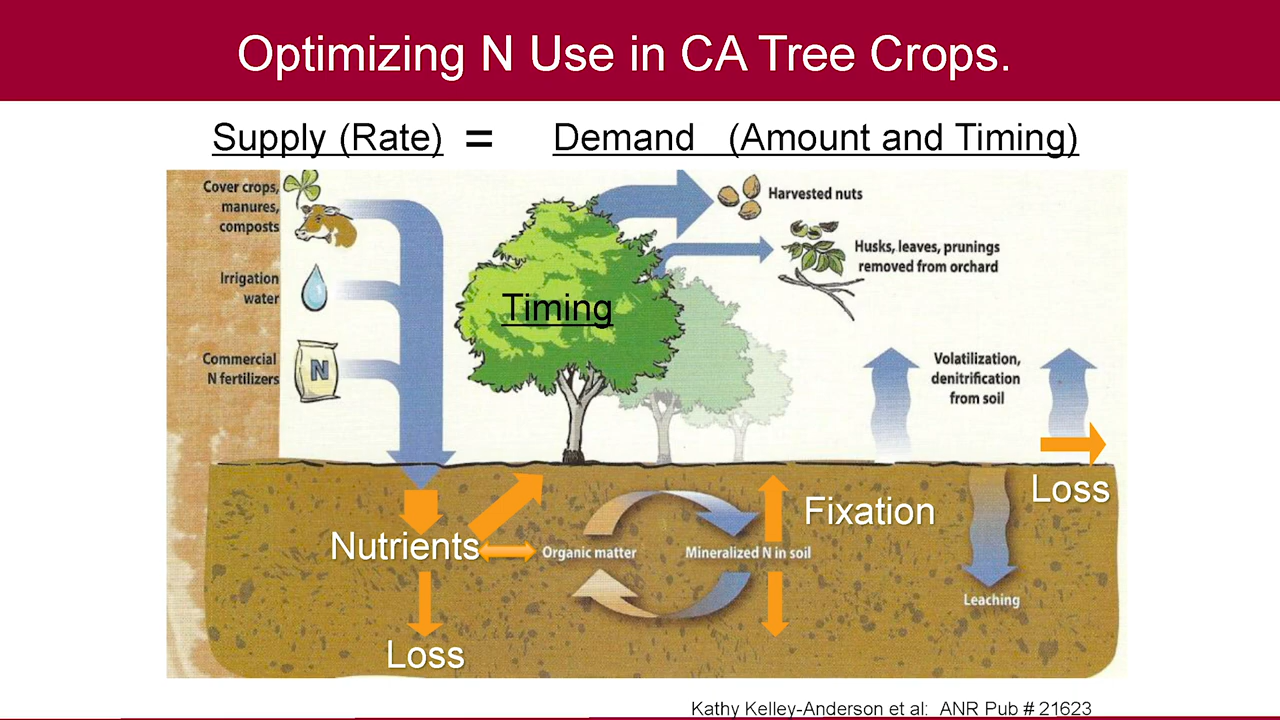 Optimizing N Use in CA Tree Crops.
Supply (Rate) = Demand (Amount and Timing)
Cover crops,
manures,
composts
Harvested nuts
Husks, leaves, prunings
removed from orchard
Irrigation
water
Timing
Commercial
N fertilizers
N
Volatilization,
denitrification
from soil
Loss
Fixation
Nutrients
Organic matter
Mineralized N in soil
Leaching
Loss
Kathy Kelley-Anderson et al: ANR Pub # 21623